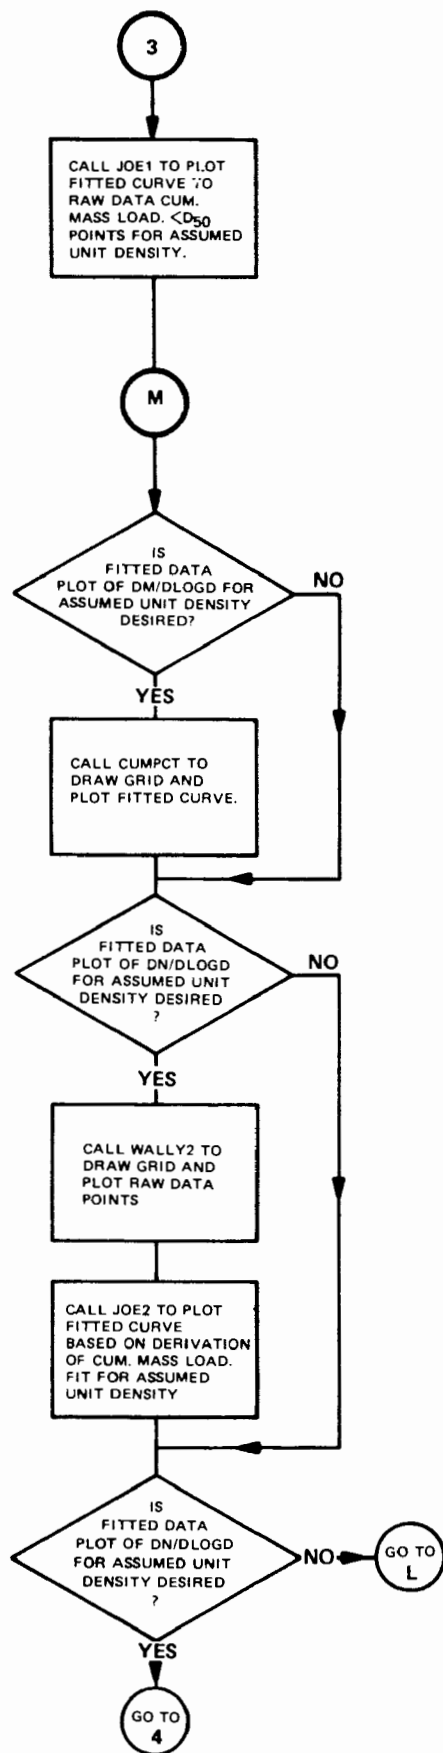 3
CALL JOE1 TO PLOT
FITTED CURVE TO
RAW DATA CUM.
MASS LOAD. <D50
POINTS FOR ASSUMED
UNIT DENSITY.
M
IS
FITTED DATA
PLOT OF DM/DLOGD FOR
ASSUMED UNIT DENSITY
DESIRED?
NO
YES
CALL CUMPCT TO
DRAW GRID AND
PLOT FITTED CURVE.
IS
FITTED DATA
PLOT OF DN/DLOGD
FOR ASSUMED UNIT
DENSITY DESIRED
?
NO
YES
CALL WALLY2 TO
DRAW GRID AND
PLOT RAW DATA
POINTS
CALL JOE2 TO PLOT
FITTED CURVE
BASED ON DERIVATION
OF CUM. MASS LOAD.
FIT FOR ASSUMED
UNIT DENSITY
IS
FITTED DATA
PLOT OF DN/DLOGD
FOR ASSUMED UNIT
DENSITY DESIRED
?
NO
GO TO
L
YES
GO TO
4